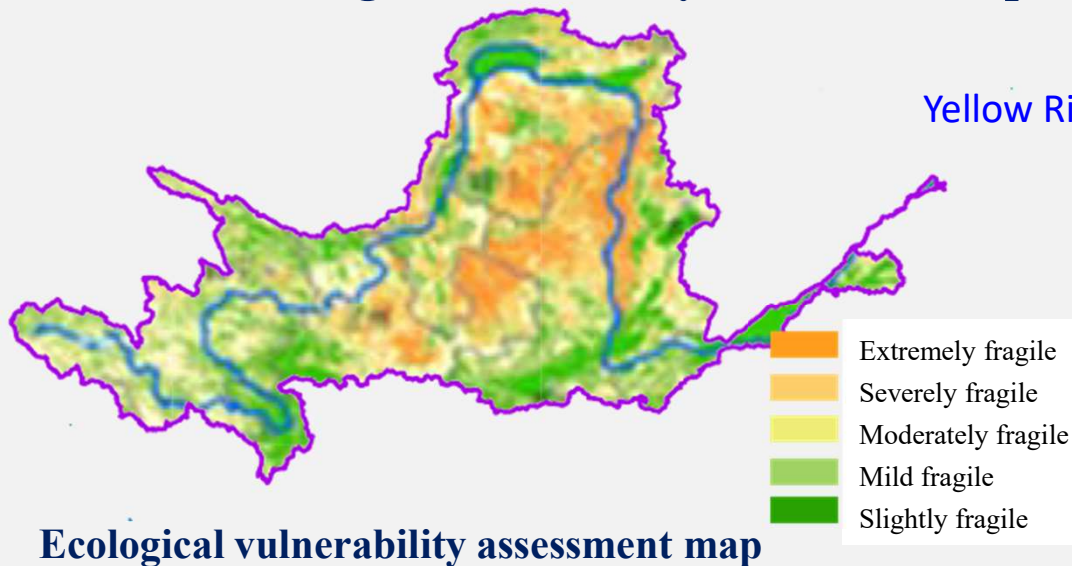 Yellow Ri
Extremely fragile
Severely fragile
Moderately fragile
Mild fragile
Slightly fragile
Ecological vulnerability assessment map